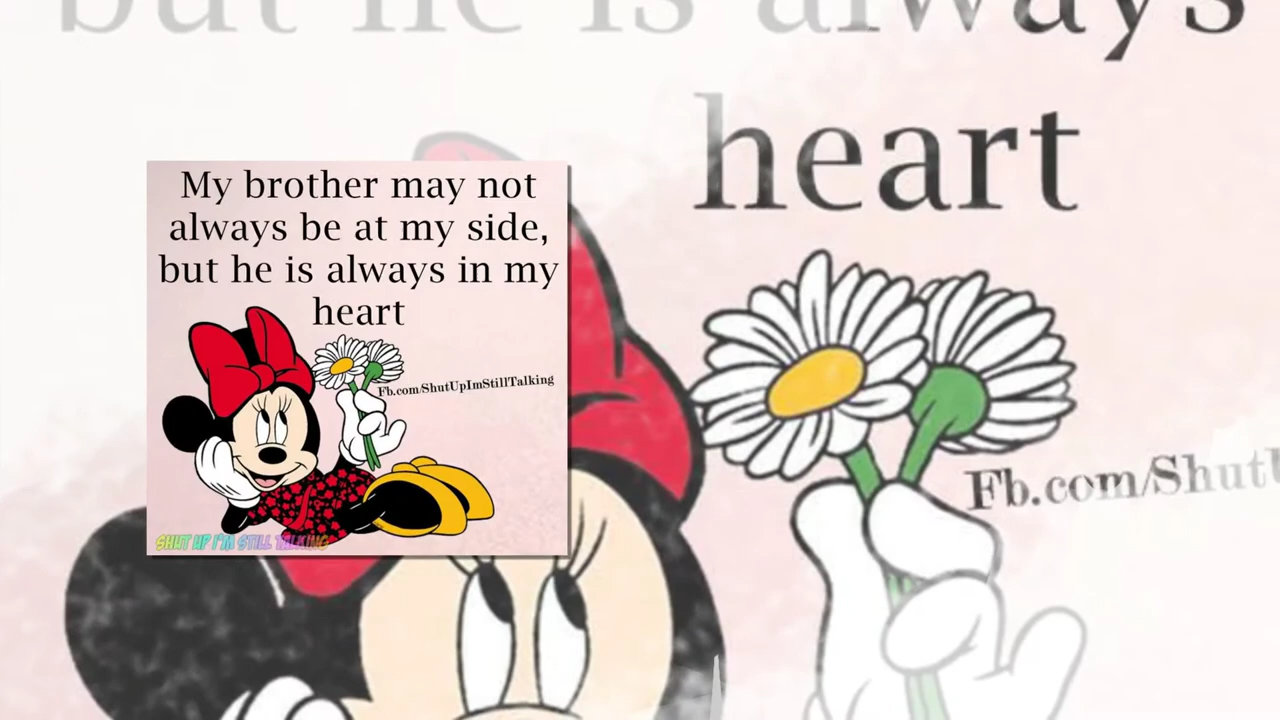 but he is always
heart
My brother may not
always be at my side,
but he is always in my
heart
Fb.com/ShutUpImStillTalking
SHUT UP I'M STILL TALKING
Fb.com/Shut